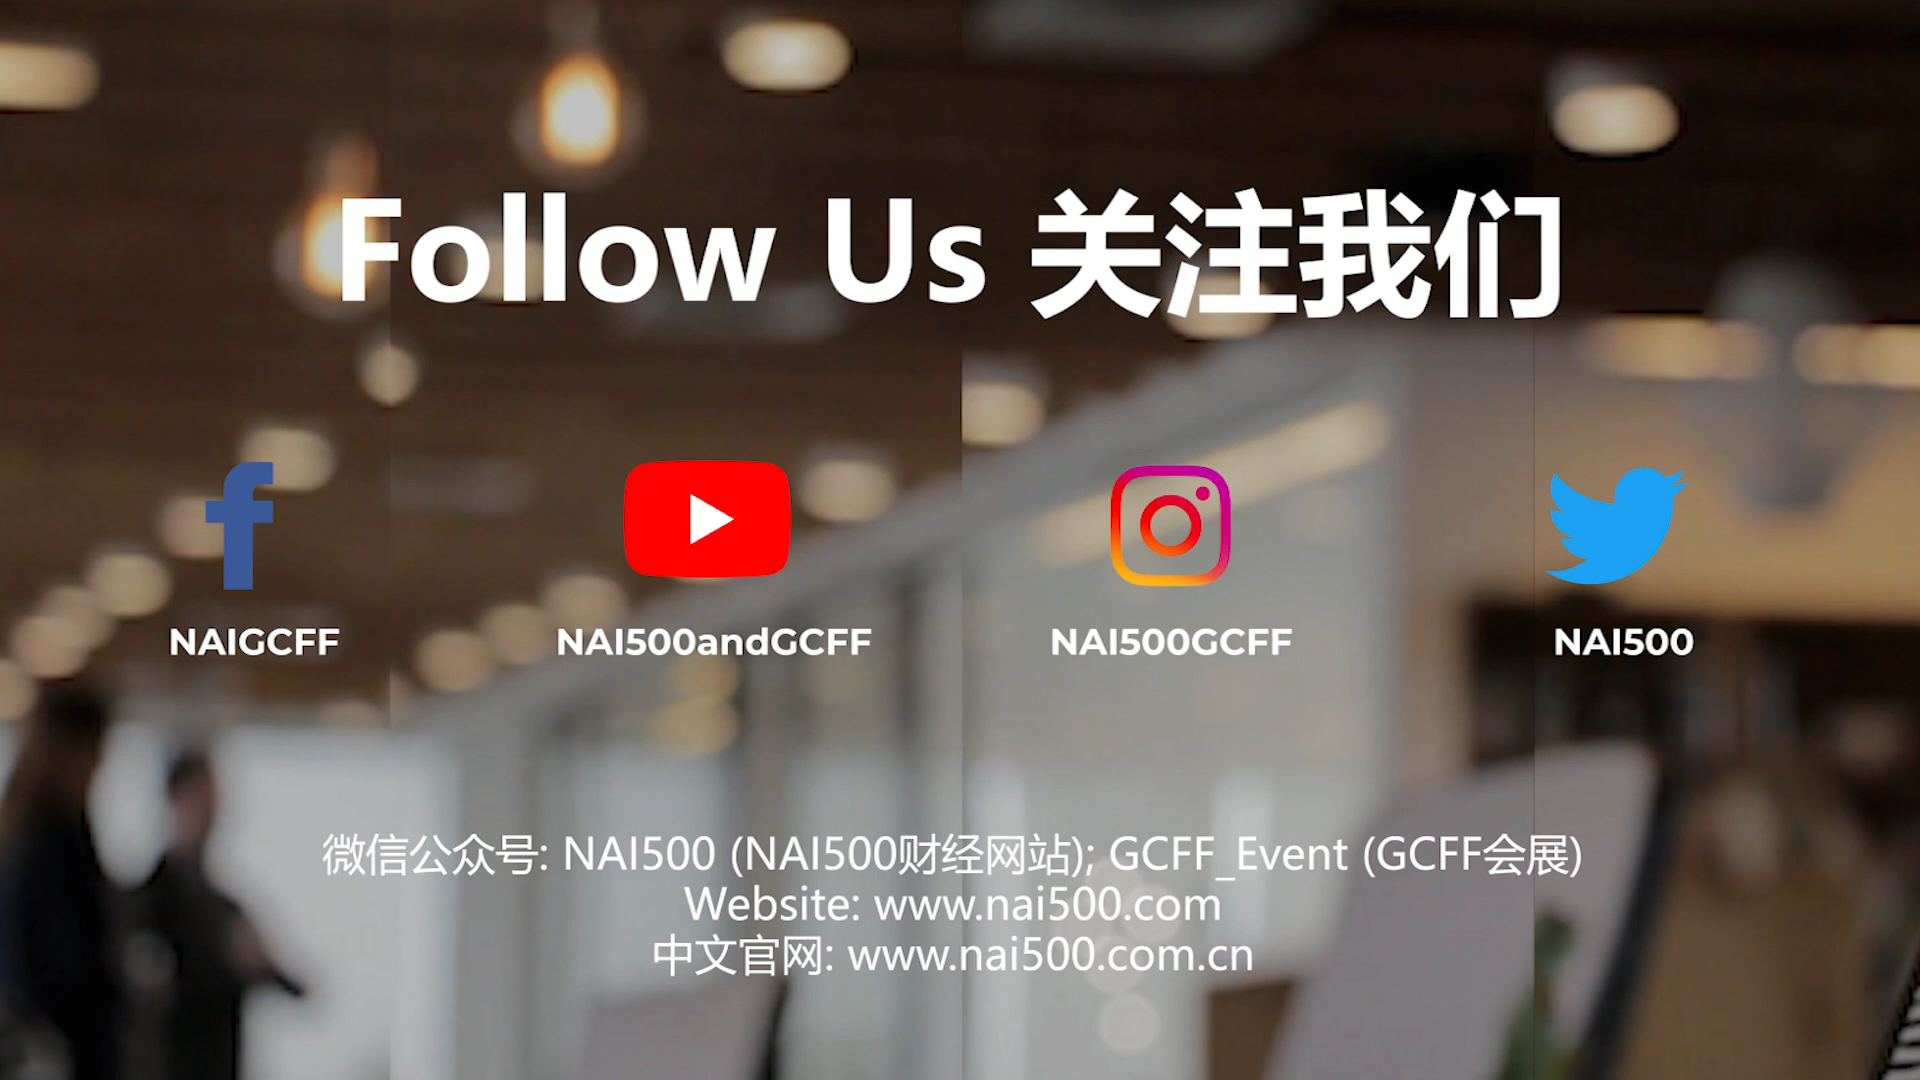 Follow Us 关注我们
NAIGCFF
NAI500andGCFF
NAI500GCFF
NAI500
微信公众号: NAI500 (NAI500财经网站); GCFF_Event (GCFF会展)
Website: www.nai500.com
中文官网: www.nai500.com.cn